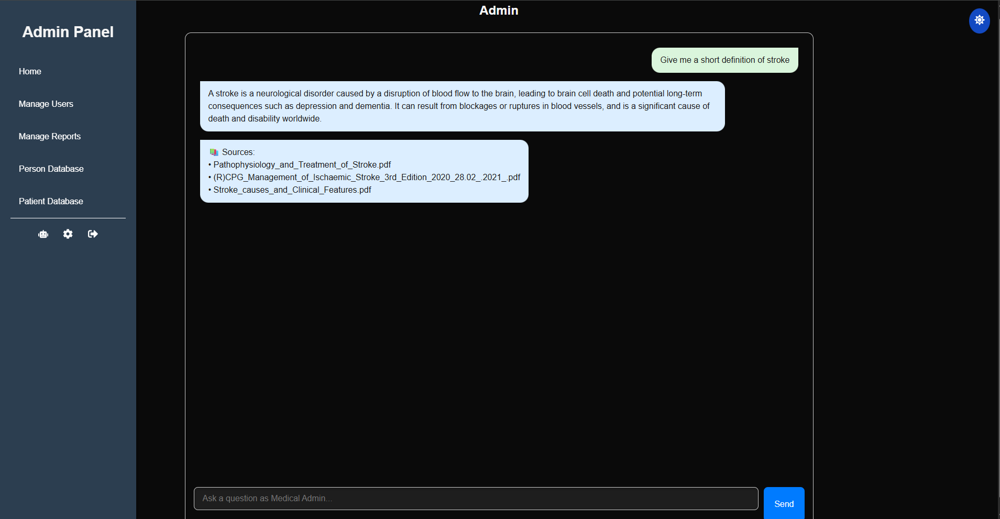 Admin Panel
Home
Manage Users
Manage Reports
Person Database
Patient Database
Admin
Give me a short definition of stroke
A stroke is a neurological disorder caused by a disruption of blood flow to the brain, leading to brain cell death and potential long-term
consequences such as depression and dementia. It can result from blockages or ruptures in blood vessels, and is a significant cause of
death and disability worldwide.
📚 Sources:
• Pathophysiology_and_Treatment_of_Stroke.pdf
• (R)CPG_Management_of_Ischaemic_Stroke_3rd_Edition_2020_28.02_.2021_.pdf
• Stroke_causes_and_Clinical_Features.pdf
Ask a question as Medical Admin...
Send